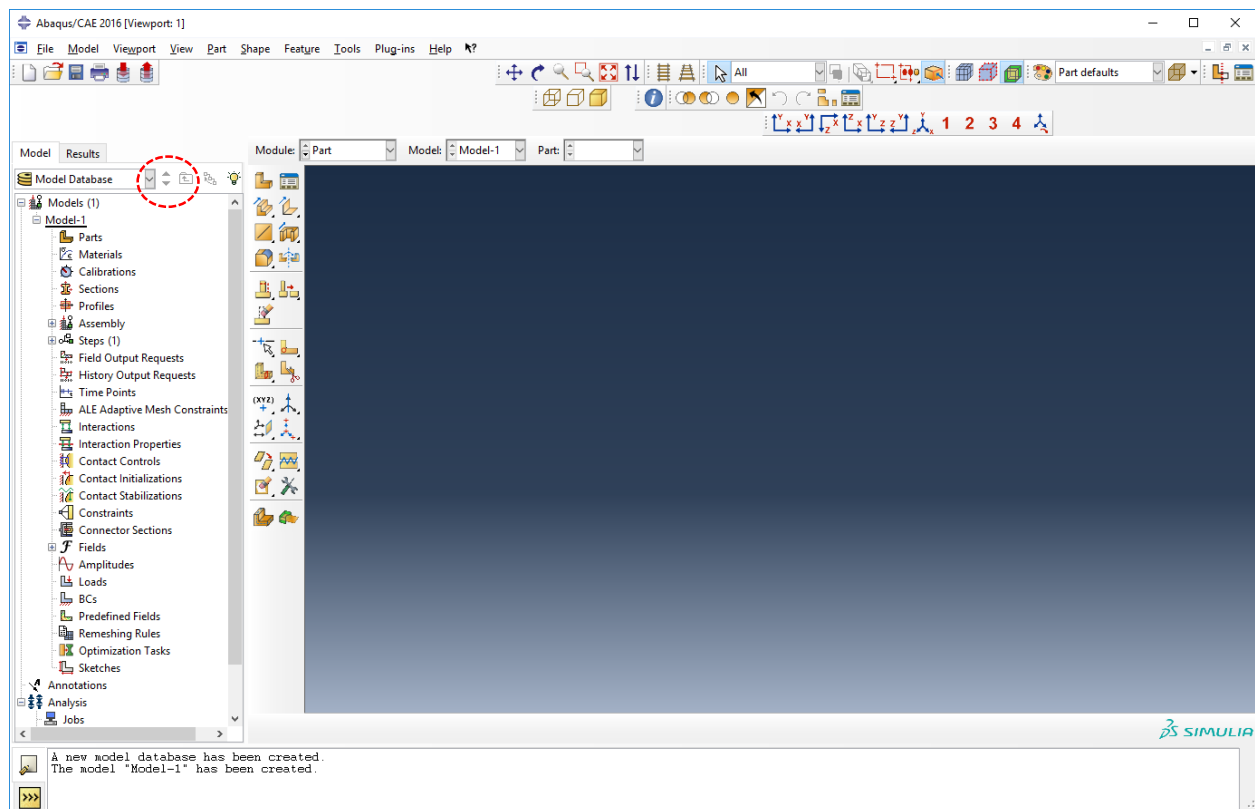 Abaqus/CAE 2016 [Viewport: 1]
File Model Viewport View Part Shape Feature Tools Plug-ins Help
All Part defaults
1 2 3 4
Model Results
Module: Part Model: Model-1 Part:
Model Database
Models (1)
Model-1
Parts
Materials
Calibrations
Sections
Profiles
Assembly
Steps (1)
Field Output Requests
History Output Requests
Time Points
ALE Adaptive Mesh Constraints
Interactions
Interaction Properties
Contact Controls
Contact Initializations
Contact Stabilizations
Constraints
Connector Sections
Fields
Amplitudes
Loads
BCs
Predefined Fields
Remeshing Rules
Optimization Tasks
Sketches
Annotations
Analysis
Jobs
(XYZ)
SIMULIA
A new model database has been created.
The model "Model-1" has been created.
>>>